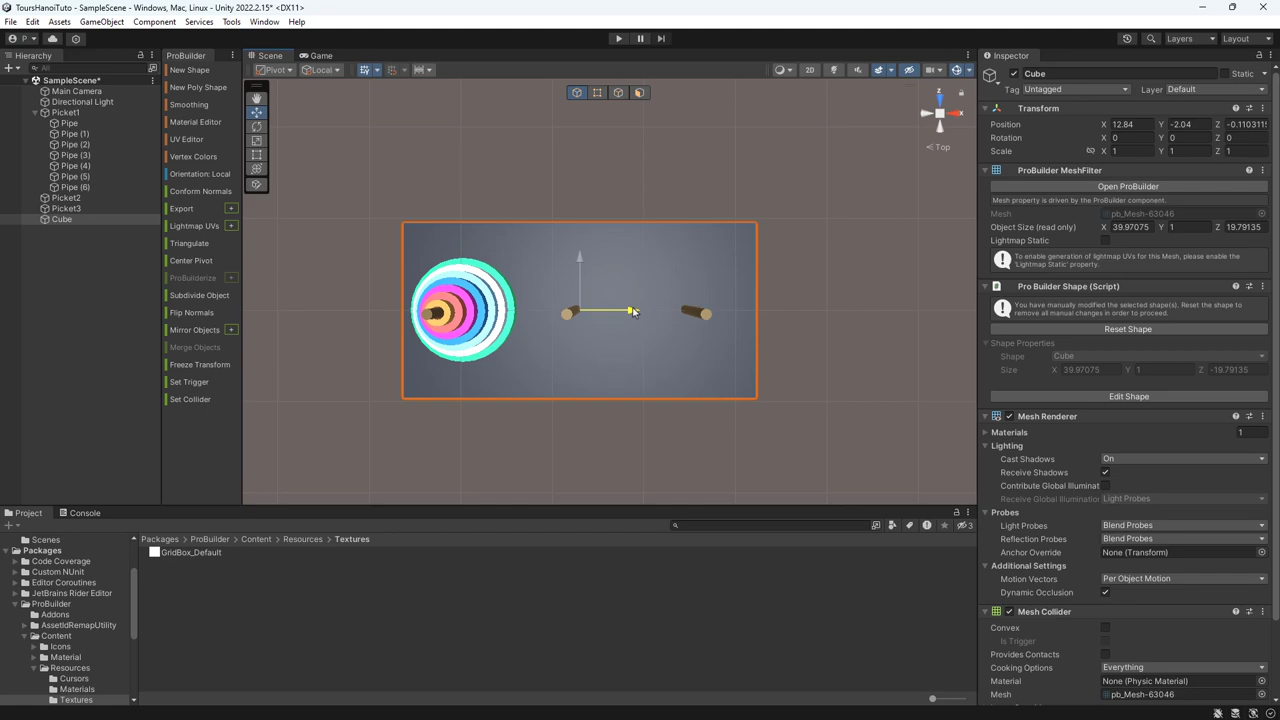 ToursHanoiTuto - SampleScene - Windows, Mac, Linux - Unity 2022.2.15* <DX11>
File Edit Assets GameObject Component Services Tools Window Help
P Layers Layout
Hierarchy
All
SampleScene*
Main Camera
Directional Light
Picket1
Pipe
Pipe (1)
Pipe (2)
Pipe (3)
Pipe (4)
Pipe (5)
Pipe (6)
Picket2
Picket3
Cube
ProBuilder
New Shape
New Poly Shape
Smoothing
Material Editor
UV Editor
Vertex Colors
Orientation: Local
Conform Normals
Export +
Lightmap UVs +
Triangulate
Center Pivot
ProBuilderize +
Subdivide Object
Flip Normals
Mirror Objects +
Merge Objects
Freeze Transform
Set Trigger
Set Collider
Scene Game
Pivot Local 2D
z
x
Top
Inspector
Cube Static
Tag Untagged Layer Default
Transform
Position X 12.84 Y -2.04 Z -0.1103115
Rotation X 0 Y 0 Z 0
Scale X 1 Y 1 Z 1
ProBuilder MeshFilter
Open ProBuilder
Mesh property is driven by the ProBuilder component.
Mesh pb_Mesh-63046
Object Size (read only) X 39.97075 Y 1 Z 19.79135
Lightmap Static
To enable generation of lightmap UVs for this Mesh, please enable the
'Lightmap Static' property.
Pro Builder Shape (Script)
You have manually modified the selected shape(s). Reset the shape to
remove all manual changes in order to proceed.
Reset Shape
Shape Properties
Shape Cube
Size X 39.97075 Y 1 Z -19.79135
Edit Shape
Mesh Renderer
Materials 1
Lighting
Cast Shadows On
Receive Shadows
Contribute Global Illuminat
Receive Global Illumination Light Probes
Probes
Light Probes Blend Probes
Reflection Probes Blend Probes
Anchor Override None (Transform)
Additional Settings
Motion Vectors Per Object Motion
Dynamic Occlusion
Mesh Collider
Convex
Is Trigger
Provides Contacts
Cooking Options Everything
Material None (Physic Material)
Mesh pb_Mesh-63046
Project Console
3
Scenes
Packages
Code Coverage
Custom NUnit
Editor Coroutines
JetBrains Rider Editor
ProBuilder
Addons
AssetIdRemapUtility
Content
Icons
Material
Resources
Cursors
Materials
Textures
Packages > ProBuilder > Content > Resources > Textures
GridBox_Default